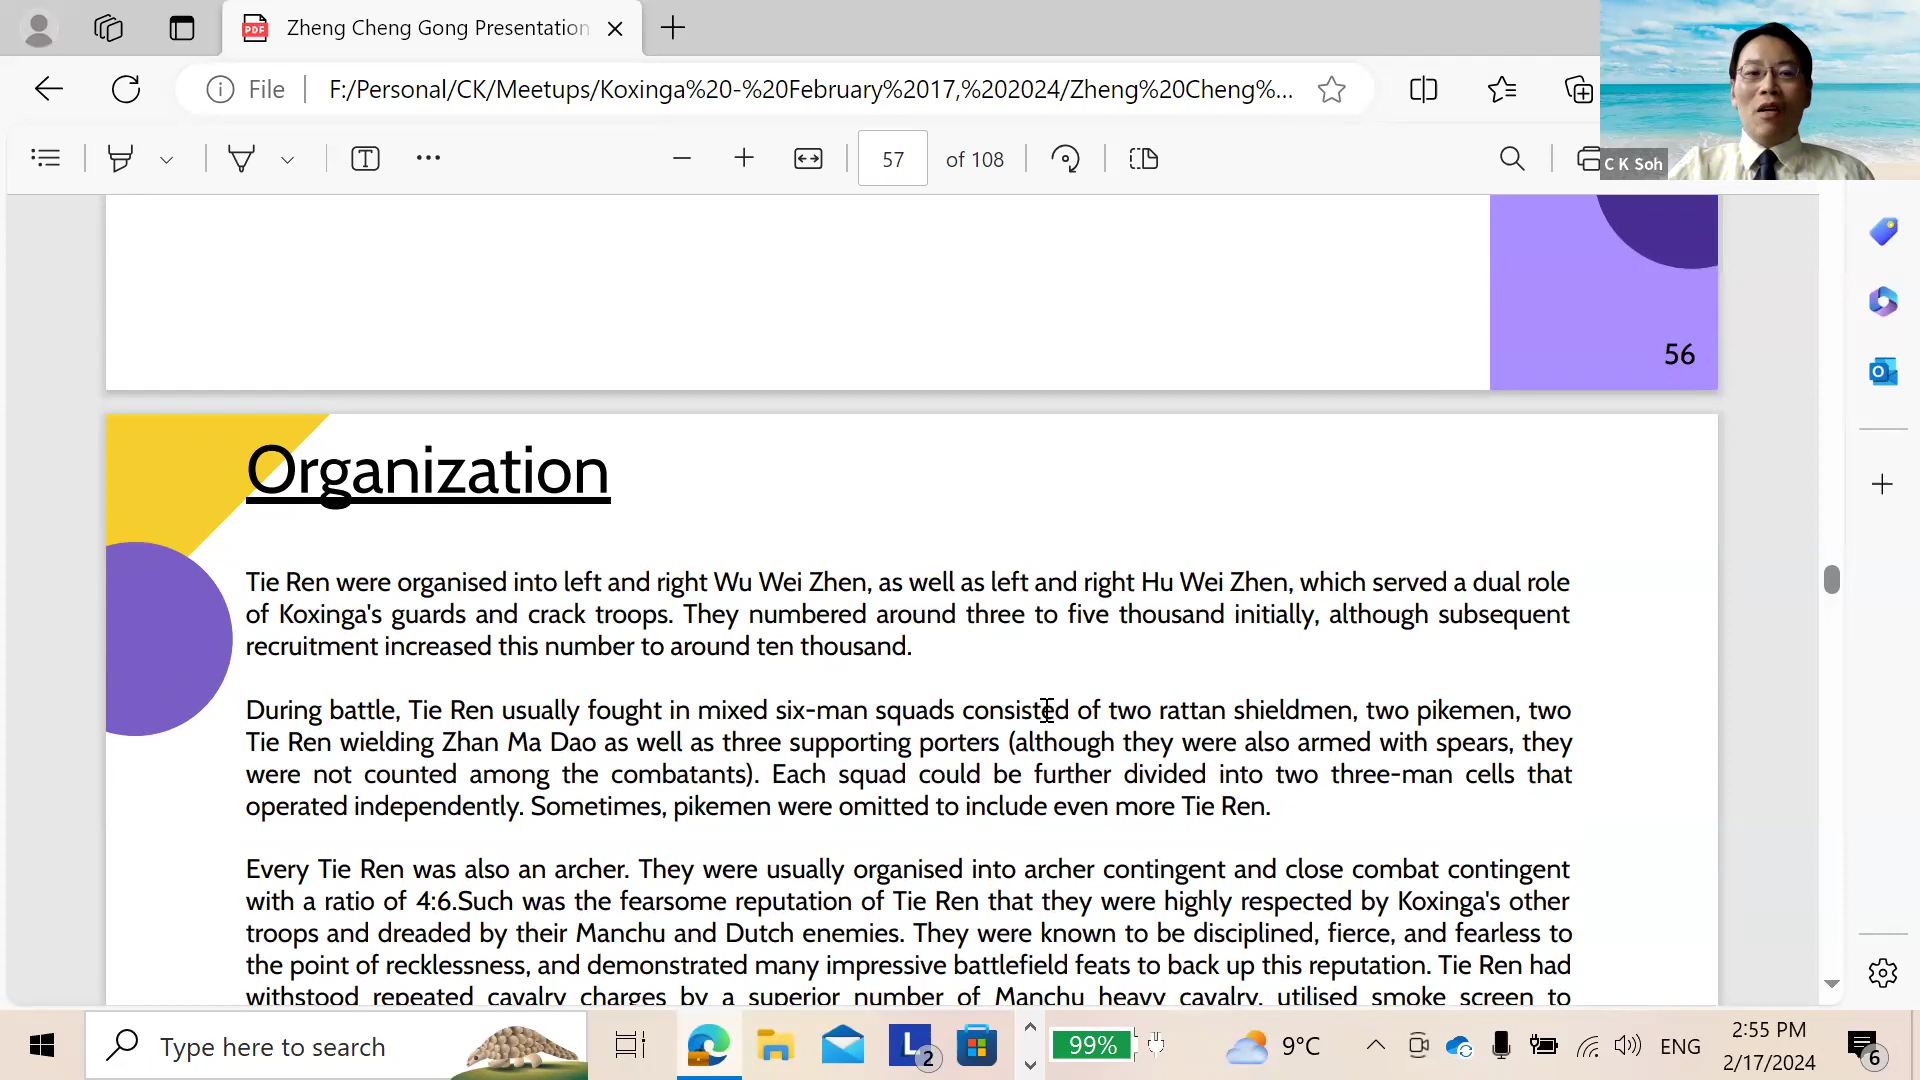 Zheng Cheng Gong Presentation
File
F:/Personal/CK/Meetups/Koxinga%20-%20February%2017,%202024/Zheng%20Cheng%...
57 of 108
C K Soh
56
Organization
Tie Ren were organised into left and right Wu Wei Zhen, as well as left and right Hu Wei Zhen, which served a dual role
of Koxinga's guards and crack troops. They numbered around three to five thousand initially, although subsequent
recruitment increased this number to around ten thousand.
During battle, Tie Ren usually fought in mixed six-man squads consisted of two rattan shieldmen, two pikemen, two
Tie Ren wielding Zhan Ma Dao as well as three supporting porters (although they were also armed with spears, they
were not counted among the combatants). Each squad could be further divided into two three-man cells that
operated independently. Sometimes, pikemen were omitted to include even more Tie Ren.
Every Tie Ren was also an archer. They were usually organised into archer contingent and close combat contingent
with a ratio of 4:6.Such was the fearsome reputation of Tie Ren that they were highly respected by Koxinga's other
troops and dreaded by their Manchu and Dutch enemies. They were known to be disciplined, fierce, and fearless to
the point of recklessness, and demonstrated many impressive battlefield feats to back up this reputation. Tie Ren had
withstood repeated cavalry charges by a superior number of Manchu heavy cavalry, utilised smoke screen to
Type here to search
L
2
99%
9°C
ENG
2:55 PM
2/17/2024
6